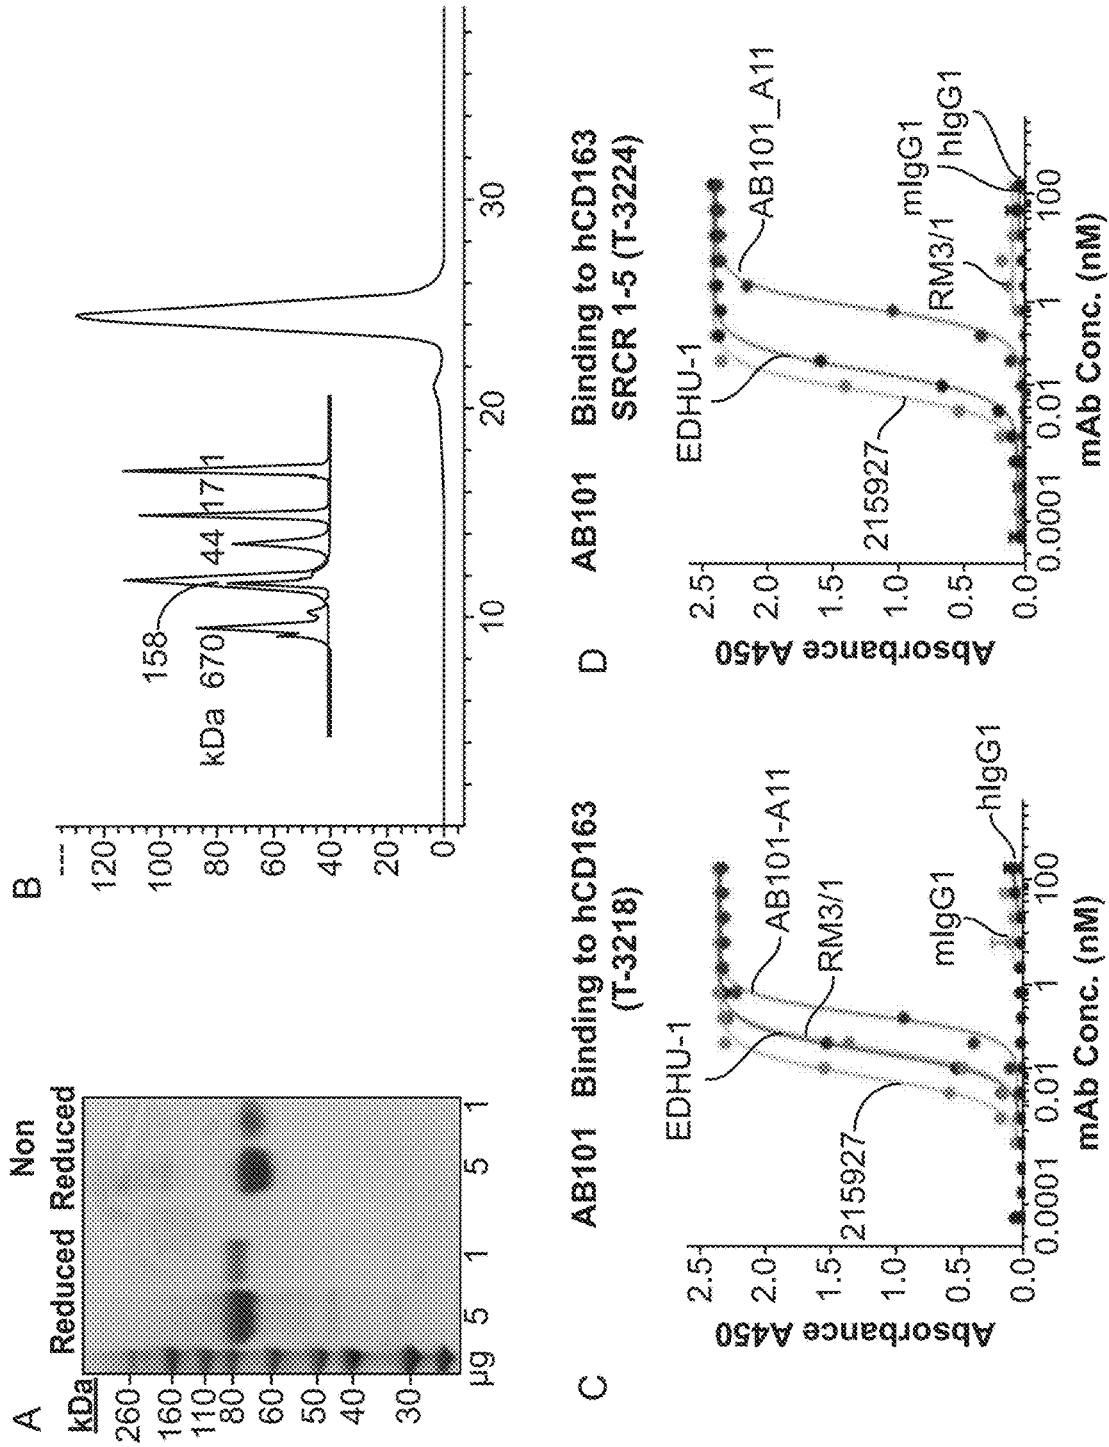 A
kDa
Reduced
Non
Reduced
260
160
110
80
60
50
40
30
µg
5
1
5
1
B
----
120
100
80
60
40
20
0
10
20
30
kDa
670
158
44
17
1
C
AB101
Binding to hCD163
(T-3218)
Absorbance A450
2.5
2.0
1.5
1.0
0.5
0.0
0.0001
0.01
1
100
mAb Conc. (nM)
EDHU-1
215927
AB101-A11
RM3/1
mIgG1
hIgG1
D
AB101
Binding to hCD163
SRCR 1-5 (T-3224)
Absorbance A450
2.5
2.0
1.5
1.0
0.5
0.0
0.0001
0.01
1
100
mAb Conc. (nM)
EDHU-1
215927
AB101_A11
RM3/1
mIgG1
hIgG1